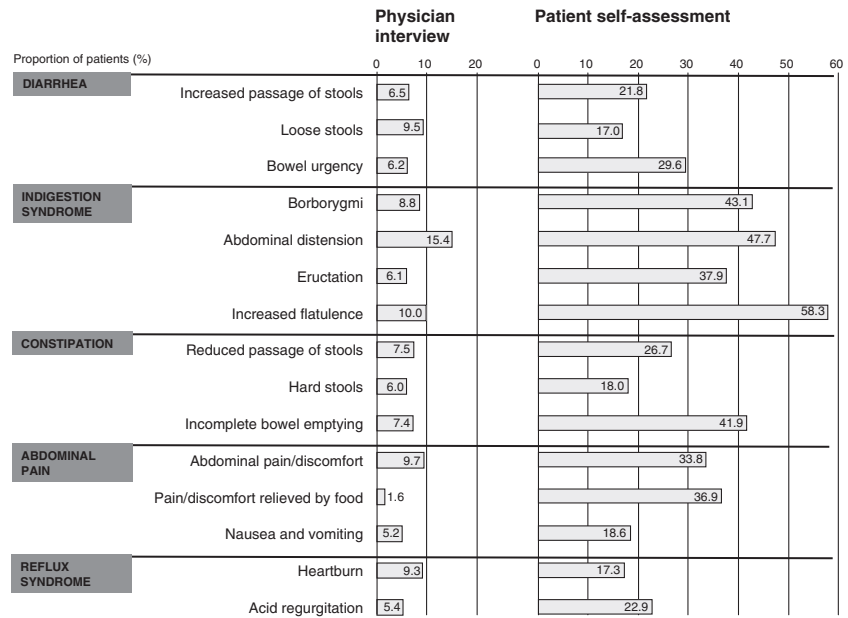 Physician interview
Patient self-assessment
Proportion of patients (%)
0 10 20 0 10 20 30 40 50 60
DIARRHEA
Increased passage of stools 6.5 21.8
Loose stools 9.5 17.0
Bowel urgency 6.2 29.6
INDIGESTION SYNDROME
Borborygmi 8.8 43.1
Abdominal distension 15.4 47.7
Eructation 6.1 37.9
Increased flatulence 10.0 58.3
CONSTIPATION
Reduced passage of stools 7.5 26.7
Hard stools 6.0 18.0
Incomplete bowel emptying 7.4 41.9
ABDOMINAL PAIN
Abdominal pain/discomfort 9.7 33.8
Pain/discomfort relieved by food 1.6 36.9
Nausea and vomiting 5.2 18.6
REFLUX SYNDROME
Heartburn 9.3 17.3
Acid regurgitation 5.4 22.9